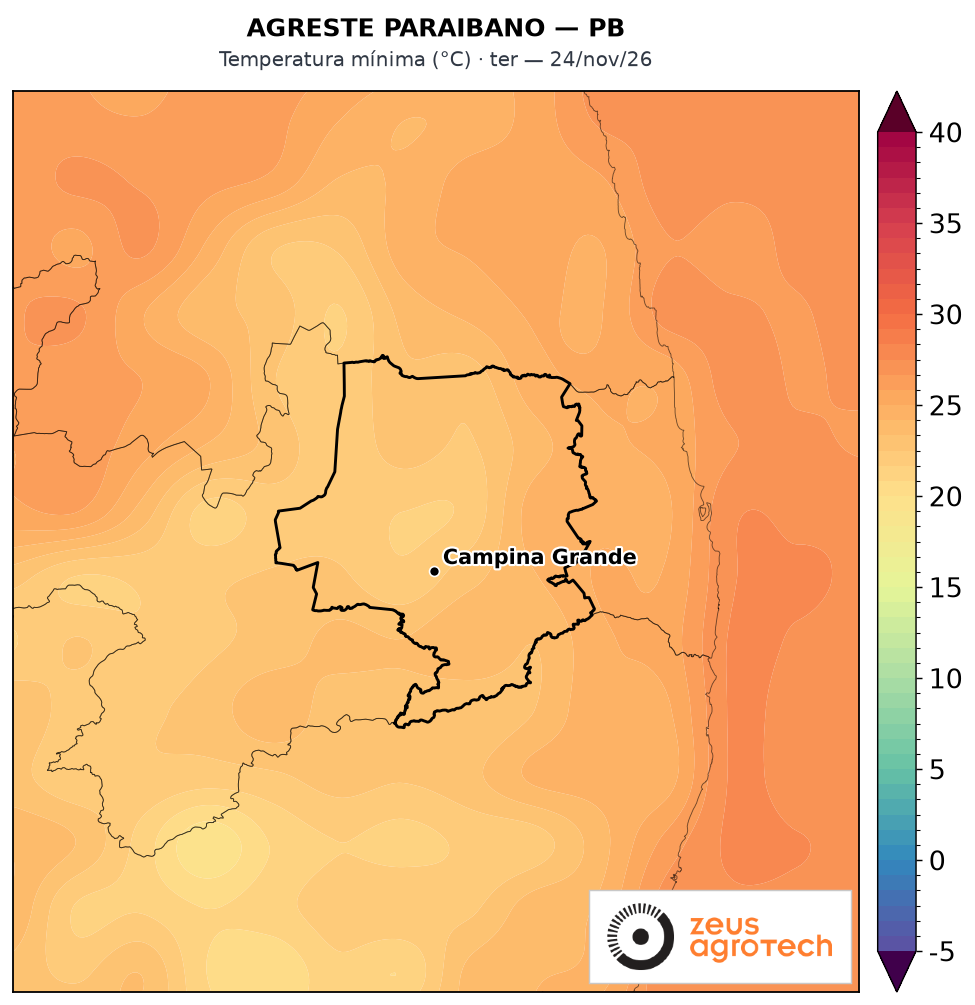 AGRESTE PARAIBANO — PB
Temperatura mínima (°C) · ter — 24/nov/26
40
35
30
25
20
15
10
5
0
-5
Campina Grande
zeus
agrotech